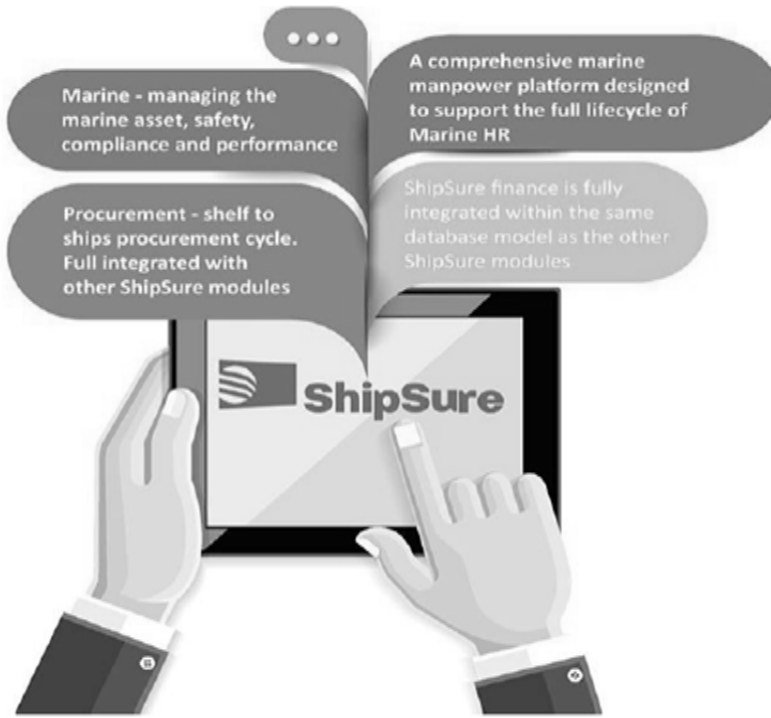 Marine - managing the
marine asset, safety,
compliance and performance
A comprehensive marine
manpower platform designed
to support the full lifecycle of
Marine HR
Procurement - shelf to
ships procurement cycle.
Full integrated with
other ShipSure modules
ShipSure finance is fully
integrated within the same
database model as the other
ShipSure modules
ShipSure